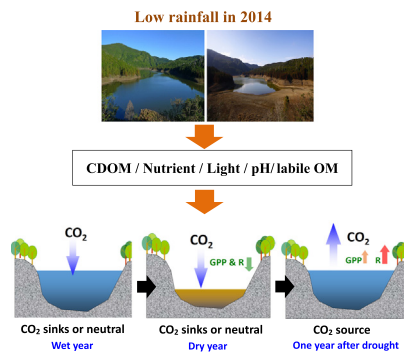 Low rainfall in 2014
CDOM / Nutrient / Light / pH/ labile OM
CO2
GPP & R
CO2 sinks or neutral
Wet year
CO2
CO2 sinks or neutral
Dry year
CO2
GPP R
CO2 source
One year after drought